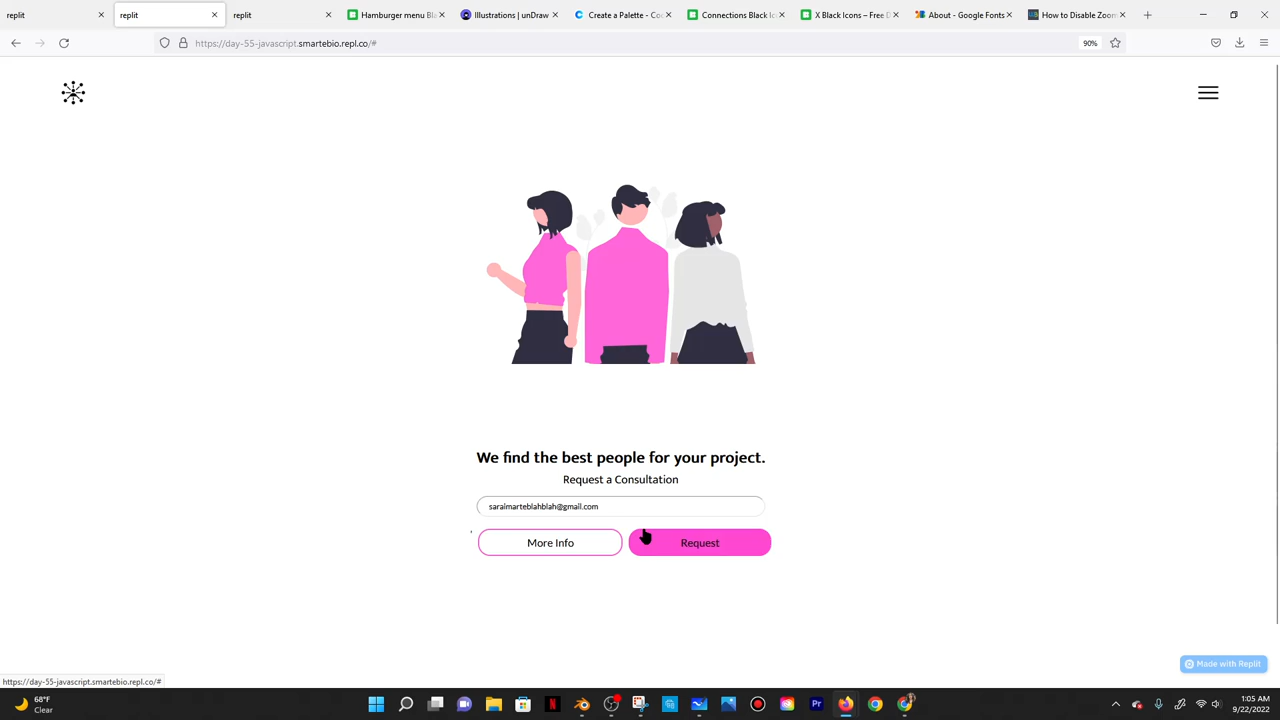 replit
replit
replit
Hamburger menu Bla
Illustrations | unDraw
Create a Palette - Coo
Connections Black Ic
X Black Icons – Free D
About - Google Fonts
How to Disable Zoom
https://day-55-javascript.smartebio.repl.co/#
90%
We find the best people for your project.
Request a Consultation
saraimarteblahblah@gmail.com
More Info
Request
Made with Replit
https://day-55-javascript.smartebio.repl.co/#
68°F
Clear
1:05 AM
9/22/2022